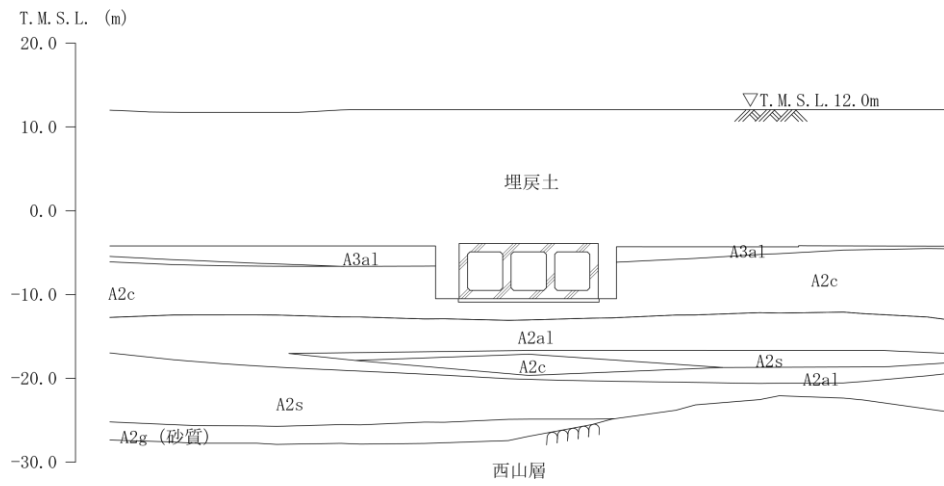 T.M.S.L. (m)
20.0
▽T.M.S.L.12.0m
10.0
埋戻土
0.0
A3al
A3al
A2c
A2c
-10.0
A2al
A2s
A2c
-20.0
A2al
A2s
A2g (砂質)
-30.0
西山層